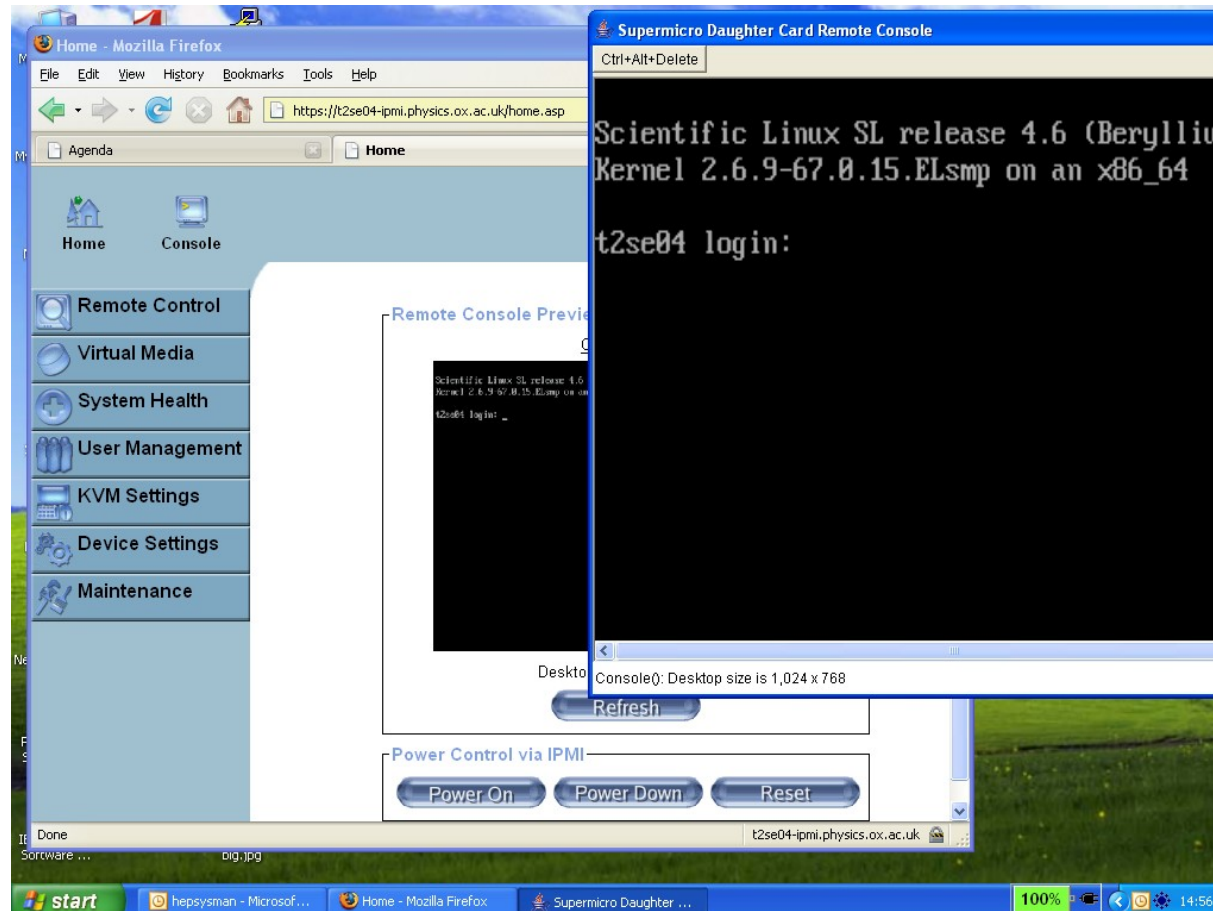 Home - Mozilla Firefox
File Edit View History Bookmarks Tools Help
https://t2se04-ipmi.physics.ox.ac.uk/home.asp
Agenda
Home
Home
Console
Remote Control
Virtual Media
System Health
User Management
KVM Settings
Device Settings
Maintenance
Remote Console Previe
Scientific Linux SL release 4.6
Kernel 2.6.9-67.0.15.ELsmp on an
t2se04 login: _
Deskto
Refresh
Power Control via IPMI
Power On
Power Down
Reset
Done
t2se04-ipmi.physics.ox.ac.uk
Supermicro Daughter Card Remote Console
Ctrl+Alt+Delete
Scientific Linux SL release 4.6 (Berylliu
Kernel 2.6.9-67.0.15.ELsmp on an x86_64
t2se04 login:
Console(): Desktop size is 1,024 x 768
Software ...
big.jpg
start
hepsysman - Microsof...
Home - Mozilla Firefox
Supermicro Daughter ...
100%
14:56